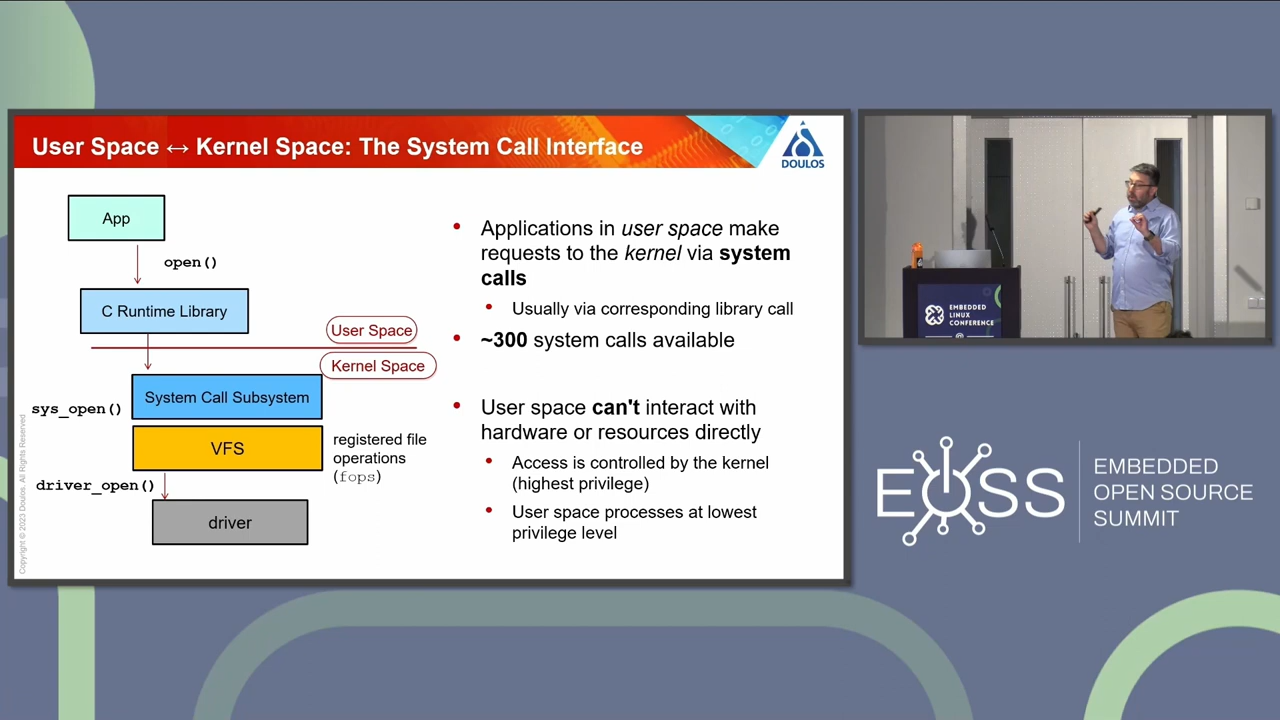 User Space ↔ Kernel Space: The System Call Interface
DOULOS
App
open()
C Runtime Library
User Space
Kernel Space
System Call Subsystem
sys_open()
VFS
registered file
operations
(fops)
driver_open()
driver
Copyright © 2023 Doulos. All Rights Reserved
• Applications in user space make
requests to the kernel via system
calls
• Usually via corresponding library call
• ~300 system calls available
• User space can't interact with
hardware or resources directly
• Access is controlled by the kernel
(highest privilege)
• User space processes at lowest
privilege level
EMBEDDED
LINUX
CONFERENCE
EOSS
EMBEDDED
OPEN SOURCE
SUMMIT